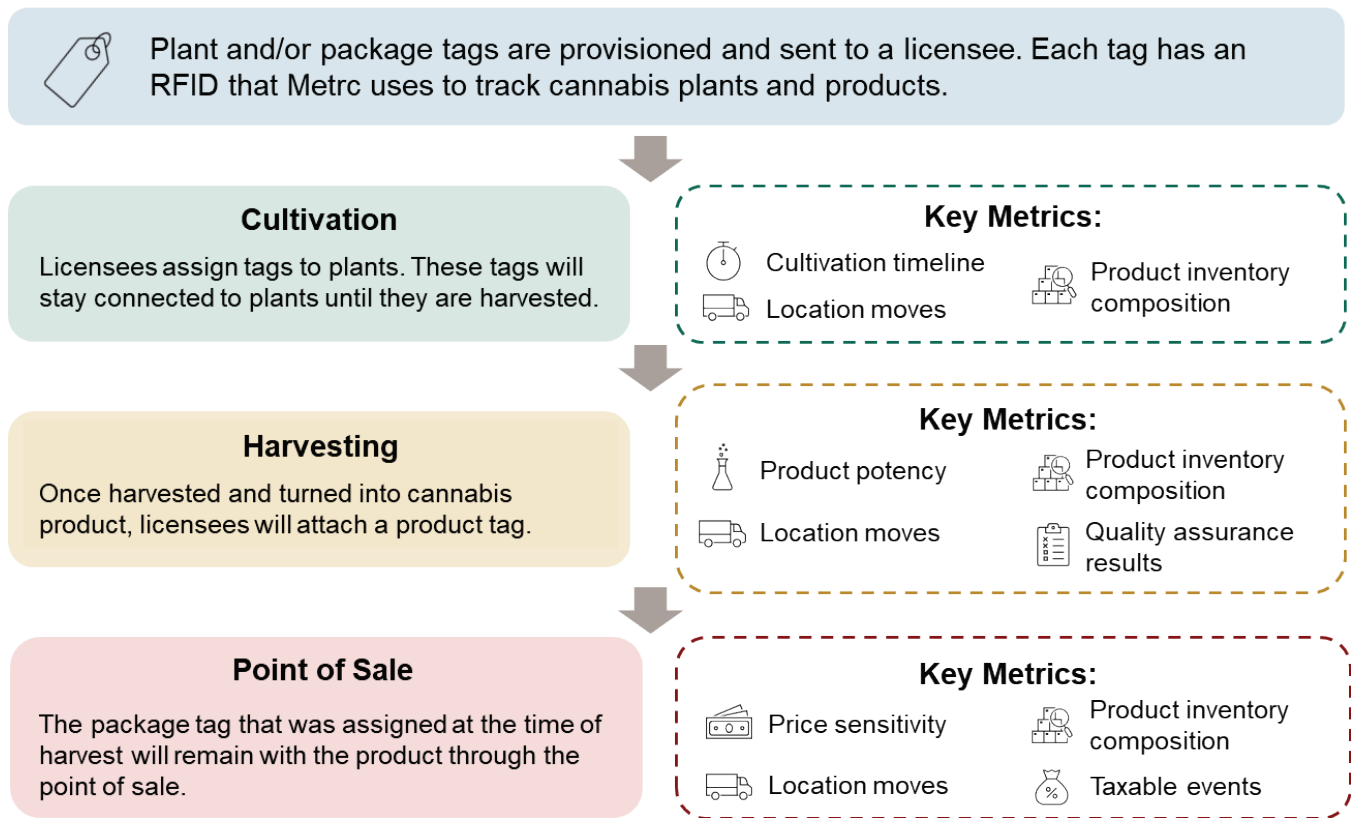 Plant and/or package tags are provisioned and sent to a licensee. Each tag has an
RFID that Metrc uses to track cannabis plants and products.
Cultivation
Licensees assign tags to plants. These tags will
stay connected to plants until they are harvested.
Key Metrics:
Cultivation timeline
Location moves
Product inventory
composition
Harvesting
Once harvested and turned into cannabis
product, licensees will attach a product tag.
Key Metrics:
Product potency
Location moves
Product inventory
composition
Quality assurance
results
Point of Sale
The package tag that was assigned at the time of
harvest will remain with the product through the
point of sale.
Key Metrics:
Price sensitivity
Location moves
Product inventory
composition
%
Taxable events